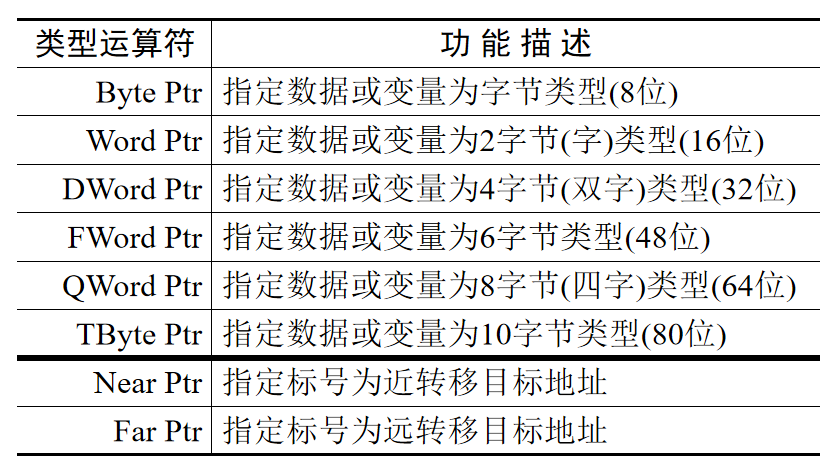 类型运算符 功 能 描 述
Byte Ptr 指定数据或变量为字节类型(8位)
Word Ptr 指定数据或变量为2字节(字)类型(16位)
DWord Ptr 指定数据或变量为4字节(双字)类型(32位)
FWord Ptr 指定数据或变量为6字节类型(48位)
QWord Ptr 指定数据或变量为8字节(四字)类型(64位)
TByte Ptr 指定数据或变量为10字节类型(80位)
Near Ptr 指定标号为近转移目标地址
Far Ptr 指定标号为远转移目标地址